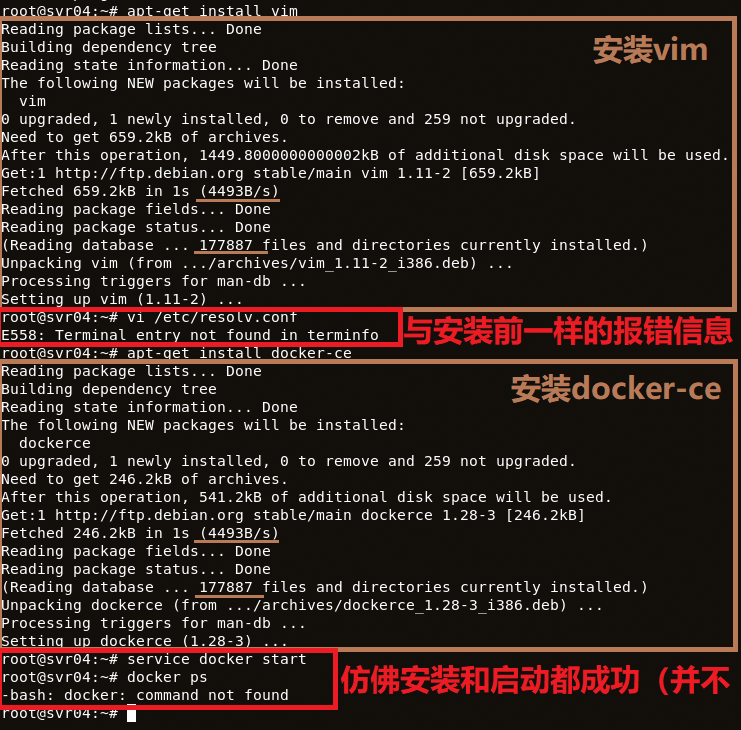 root@svr04:~# apt-get install vim
Reading package lists... Done
Building dependency tree
安装vim
Reading state information... Done
The following NEW packages will be installed:
  vim
0 upgraded, 1 newly installed, 0 to remove and 259 not upgraded.
Need to get 659.2kB of archives.
After this operation, 1449.8000000000002kB of additional disk space will be used.
Get:1 http://ftp.debian.org stable/main vim 1.11-2 [659.2kB]
Fetched 659.2kB in 1s (4493B/s)
Reading package fields... Done
Reading package status... Done
(Reading database ... 177887 files and directories currently installed.)
Unpacking vim (from .../archives/vim_1.11-2_i386.deb) ...
Processing triggers for man-db ...
Setting up vim (1.11-2) ...
root@svr04:~# vi /etc/resolv.conf
E558: Terminal entry not found in terminfo
与安装前一样的报错信息
root@svr04:~# apt-get install docker-ce
Reading package lists... Done
Building dependency tree
安装docker-ce
Reading state information... Done
The following NEW packages will be installed:
  dockerce
0 upgraded, 1 newly installed, 0 to remove and 259 not upgraded.
Need to get 246.2kB of archives.
After this operation, 541.2kB of additional disk space will be used.
Get:1 http://ftp.debian.org stable/main dockerce 1.28-3 [246.2kB]
Fetched 246.2kB in 1s (4493B/s)
Reading package fields... Done
Reading package status... Done
(Reading database ... 177887 files and directories currently installed.)
Unpacking dockerce (from .../archives/dockerce_1.28-3_i386.deb) ...
Processing triggers for man-db ...
Setting up dockerce (1.28-3) ...
root@svr04:~# service docker start
root@svr04:~# docker ps
仿佛安装和启动都成功（并不
-bash: docker: command not found
root@svr04:~#